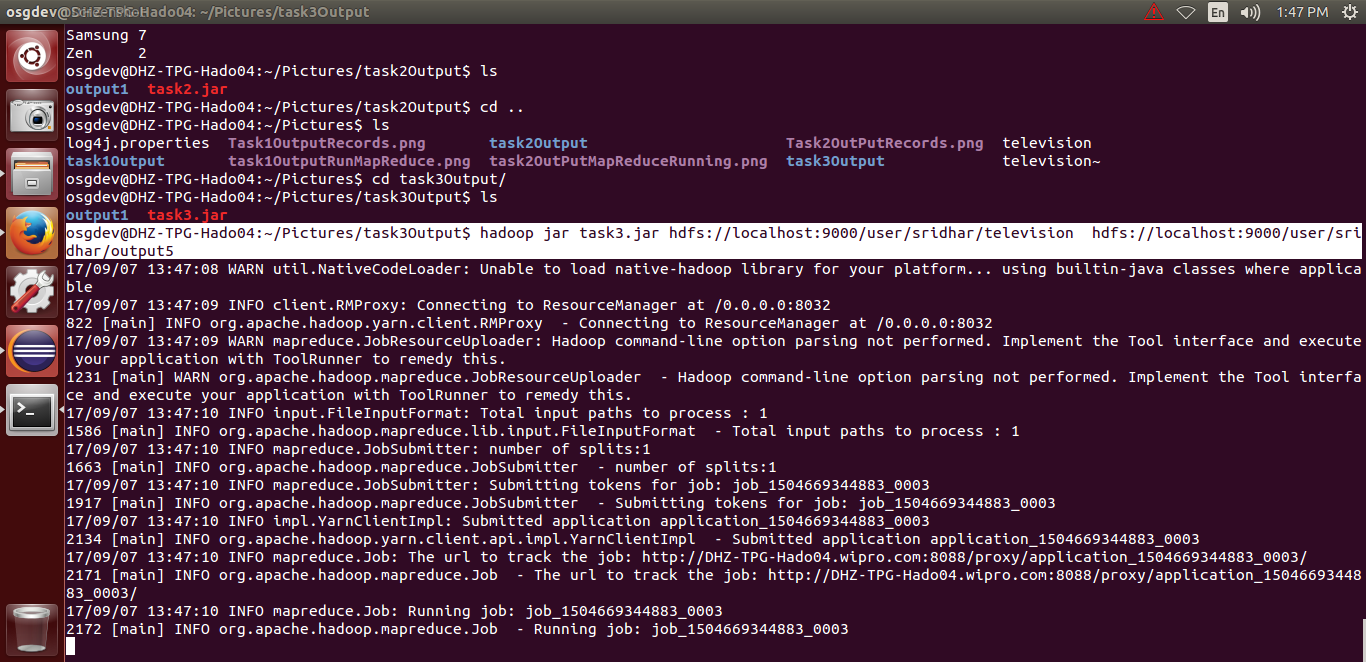 osgdev@DHZ-TPG-Hado04: ~/Pictures/task3Output
En
1:47 PM
Samsung 7
Zen     2
osgdev@DHZ-TPG-Hado04:~/Pictures/task2Output$ ls
output1  task2.jar
osgdev@DHZ-TPG-Hado04:~/Pictures/task2Output$ cd ..
osgdev@DHZ-TPG-Hado04:~/Pictures$ ls
log4j.properties  Task1OutputRecords.png       task2Output                      Task2OutPutRecords.png  television
task1Output       task1OutputRunMapReduce.png  task2OutPutMapReduceRunning.png  task3Output             television~
osgdev@DHZ-TPG-Hado04:~/Pictures$ cd task3Output/
osgdev@DHZ-TPG-Hado04:~/Pictures/task3Output$ ls
output1  task3.jar
osgdev@DHZ-TPG-Hado04:~/Pictures/task3Output$ hadoop jar task3.jar hdfs://localhost:9000/user/sridhar/television  hdfs://localhost:9000/user/sri
dhar/output5
17/09/07 13:47:08 WARN util.NativeCodeLoader: Unable to load native-hadoop library for your platform... using builtin-java classes where applica
ble
17/09/07 13:47:09 INFO client.RMProxy: Connecting to ResourceManager at /0.0.0.0:8032
822 [main] INFO org.apache.hadoop.yarn.client.RMProxy  - Connecting to ResourceManager at /0.0.0.0:8032
17/09/07 13:47:09 WARN mapreduce.JobResourceUploader: Hadoop command-line option parsing not performed. Implement the Tool interface and execute
 your application with ToolRunner to remedy this.
1231 [main] WARN org.apache.hadoop.mapreduce.JobResourceUploader  - Hadoop command-line option parsing not performed. Implement the Tool interfa
ce and execute your application with ToolRunner to remedy this.
17/09/07 13:47:10 INFO input.FileInputFormat: Total input paths to process : 1
1586 [main] INFO org.apache.hadoop.mapreduce.lib.input.FileInputFormat  - Total input paths to process : 1
17/09/07 13:47:10 INFO mapreduce.JobSubmitter: number of splits:1
1663 [main] INFO org.apache.hadoop.mapreduce.JobSubmitter  - number of splits:1
17/09/07 13:47:10 INFO mapreduce.JobSubmitter: Submitting tokens for job: job_1504669344883_0003
1917 [main] INFO org.apache.hadoop.mapreduce.JobSubmitter  - Submitting tokens for job: job_1504669344883_0003
17/09/07 13:47:10 INFO impl.YarnClientImpl: Submitted application application_1504669344883_0003
2134 [main] INFO org.apache.hadoop.yarn.client.api.impl.YarnClientImpl  - Submitted application application_1504669344883_0003
17/09/07 13:47:10 INFO mapreduce.Job: The url to track the job: http://DHZ-TPG-Hado04.wipro.com:8088/proxy/application_1504669344883_0003/
2171 [main] INFO org.apache.hadoop.mapreduce.Job  - The url to track the job: http://DHZ-TPG-Hado04.wipro.com:8088/proxy/application_15046693448
83_0003/
17/09/07 13:47:10 INFO mapreduce.Job: Running job: job_1504669344883_0003
2172 [main] INFO org.apache.hadoop.mapreduce.Job  - Running job: job_1504669344883_0003